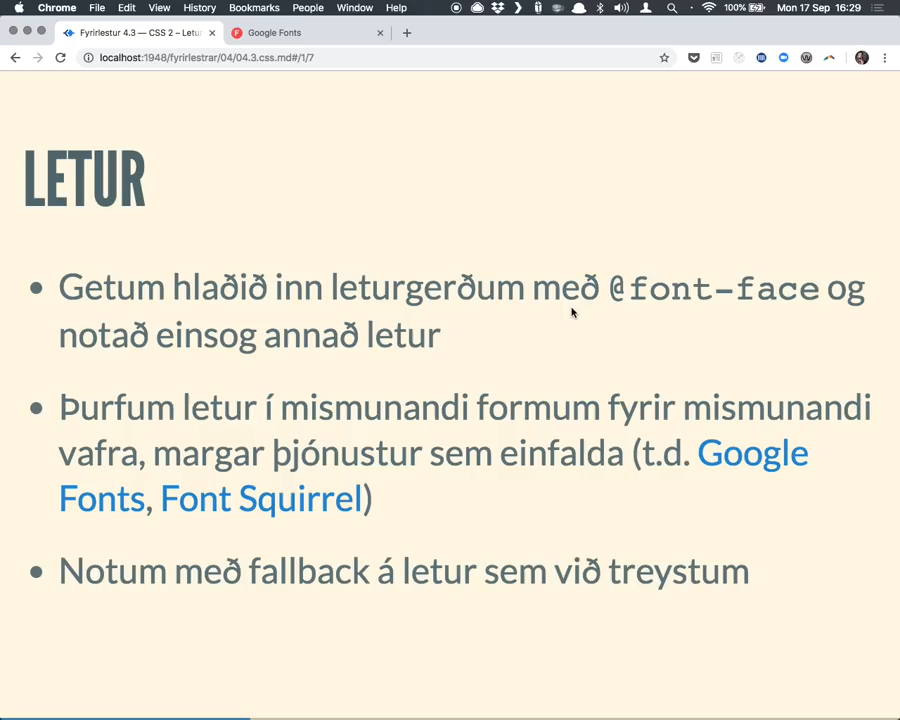 Chrome File Edit View History Bookmarks People Window Help 100% Mon 17 Sep 16:29
Fyrirlestur 4.3 — CSS 2 – Letu Google Fonts
localhost:1948/fyrirlestrar/04/04.3.css.md#/1/7
LETUR
Getum hlaðið inn leturgerðum með @font-face og
notað einsog annað letur
Þurfum letur í mismunandi formum fyrir mismunandi
vafra, margar þjónustur sem einfalda (t.d. Google
Fonts, Font Squirrel)
Notum með fallback á letur sem við treystum